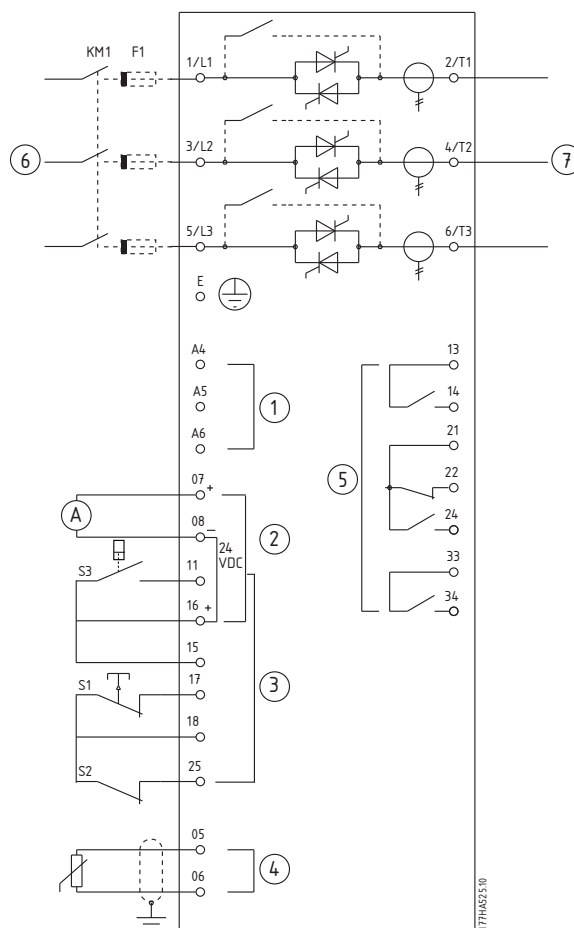 KM1 F1 1/L1 2/T1
6 3/L2 4/T2 7
5/L3 6/T3
E
A4 13
A5 1 14
A6 21
07 + 5 22
A 08 – 2 24
24 VDC
S3 11 33
16 + 34
15
S1 17 3
18
S2 25
05
4
06